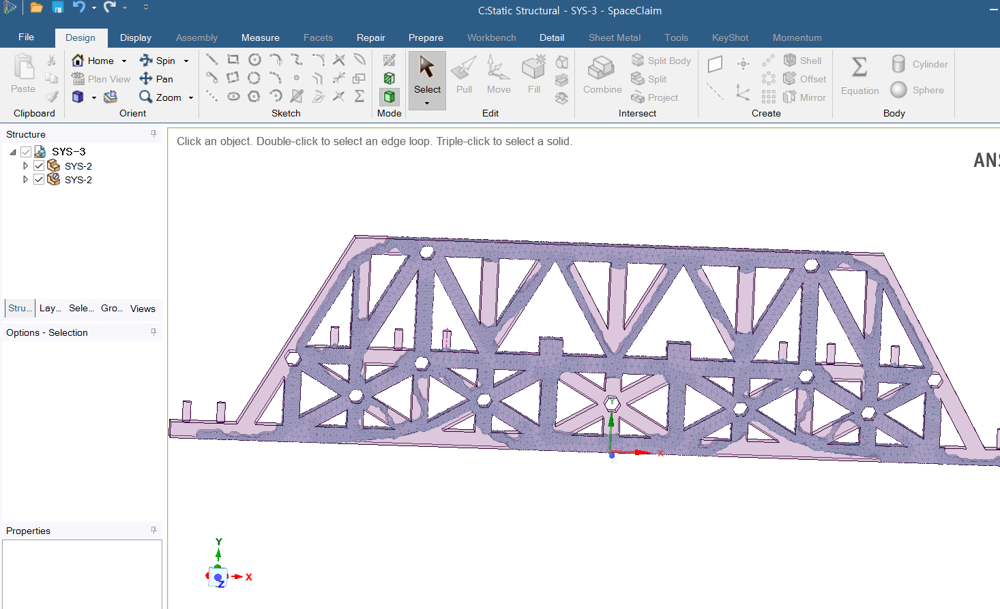 C:Static Structural - SYS-3 - SpaceClaim
File Design Display Assembly Measure Facets Repair Prepare Workbench Detail Sheet Metal Tools KeyShot Momentum
Home Spin Split Body Shell Cylinder
Plan View Pan Split Offset
Paste Zoom Select Pull Move Fill Combine Project Mirror Equation Sphere
Clipboard Orient Sketch Mode Edit Intersect Create Body
Structure
SYS-3
SYS-2
SYS-2
Stru... Lay... Sele... Gro... Views
Options - Selection
Properties
Click an object. Double-click to select an edge loop. Triple-click to select a solid.
ANS
Y
X
Z
Y
X
Z